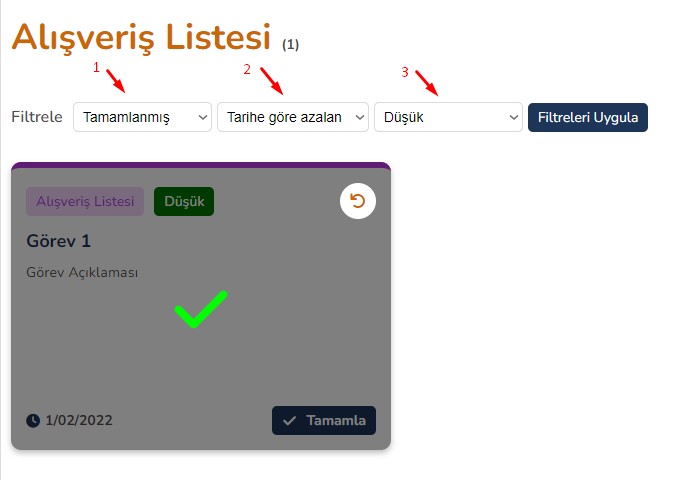 Alışveriş Listesi (1)
1 2 3
Filtrele Tamamlanmış Tarihe göre azalan Düşük Filtreleri Uygula
Alışveriş Listesi Düşük
Görev 1
Görev Açıklaması
1/02/2022 Tamamla